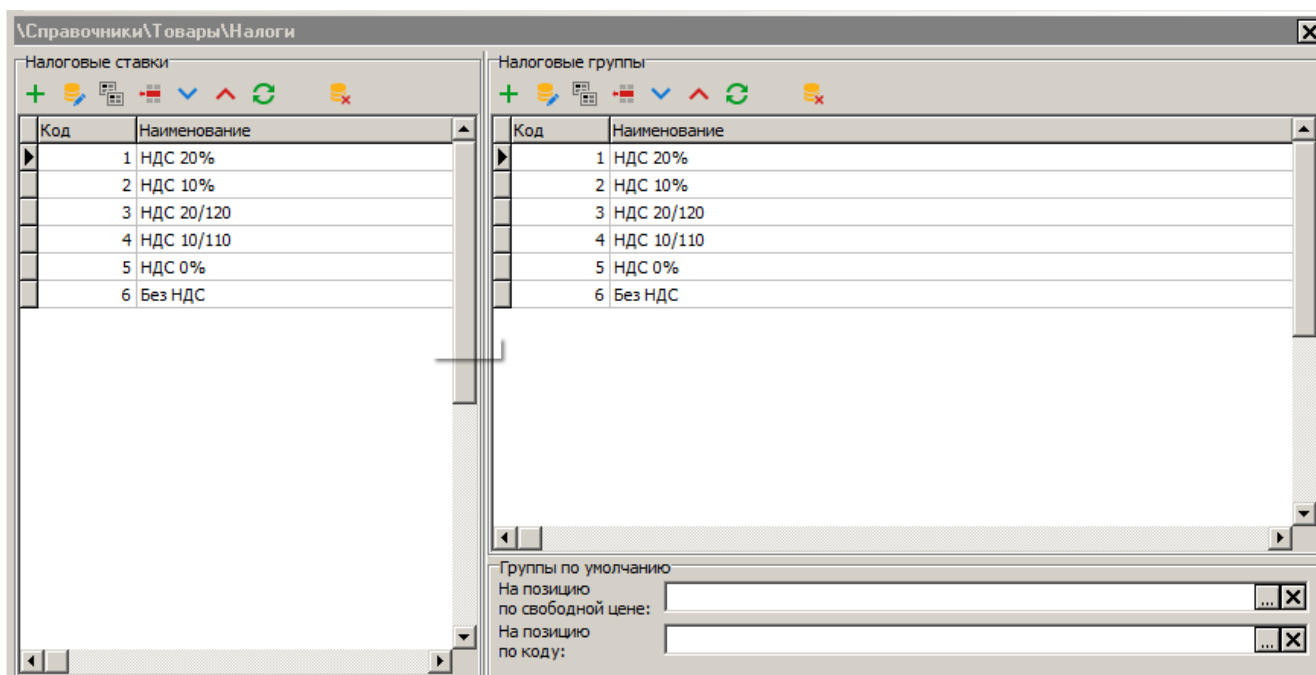 \Справочники\Товары\Налоги
Налоговые ставки
Код Наименование
1 НДС 20%
2 НДС 10%
3 НДС 20/120
4 НДС 10/110
5 НДС 0%
6 Без НДС
Налоговые группы
Код Наименование
1 НДС 20%
2 НДС 10%
3 НДС 20/120
4 НДС 10/110
5 НДС 0%
6 Без НДС
Группы по умолчанию
На позицию
по свободной цене:
...
На позицию
по коду:
...